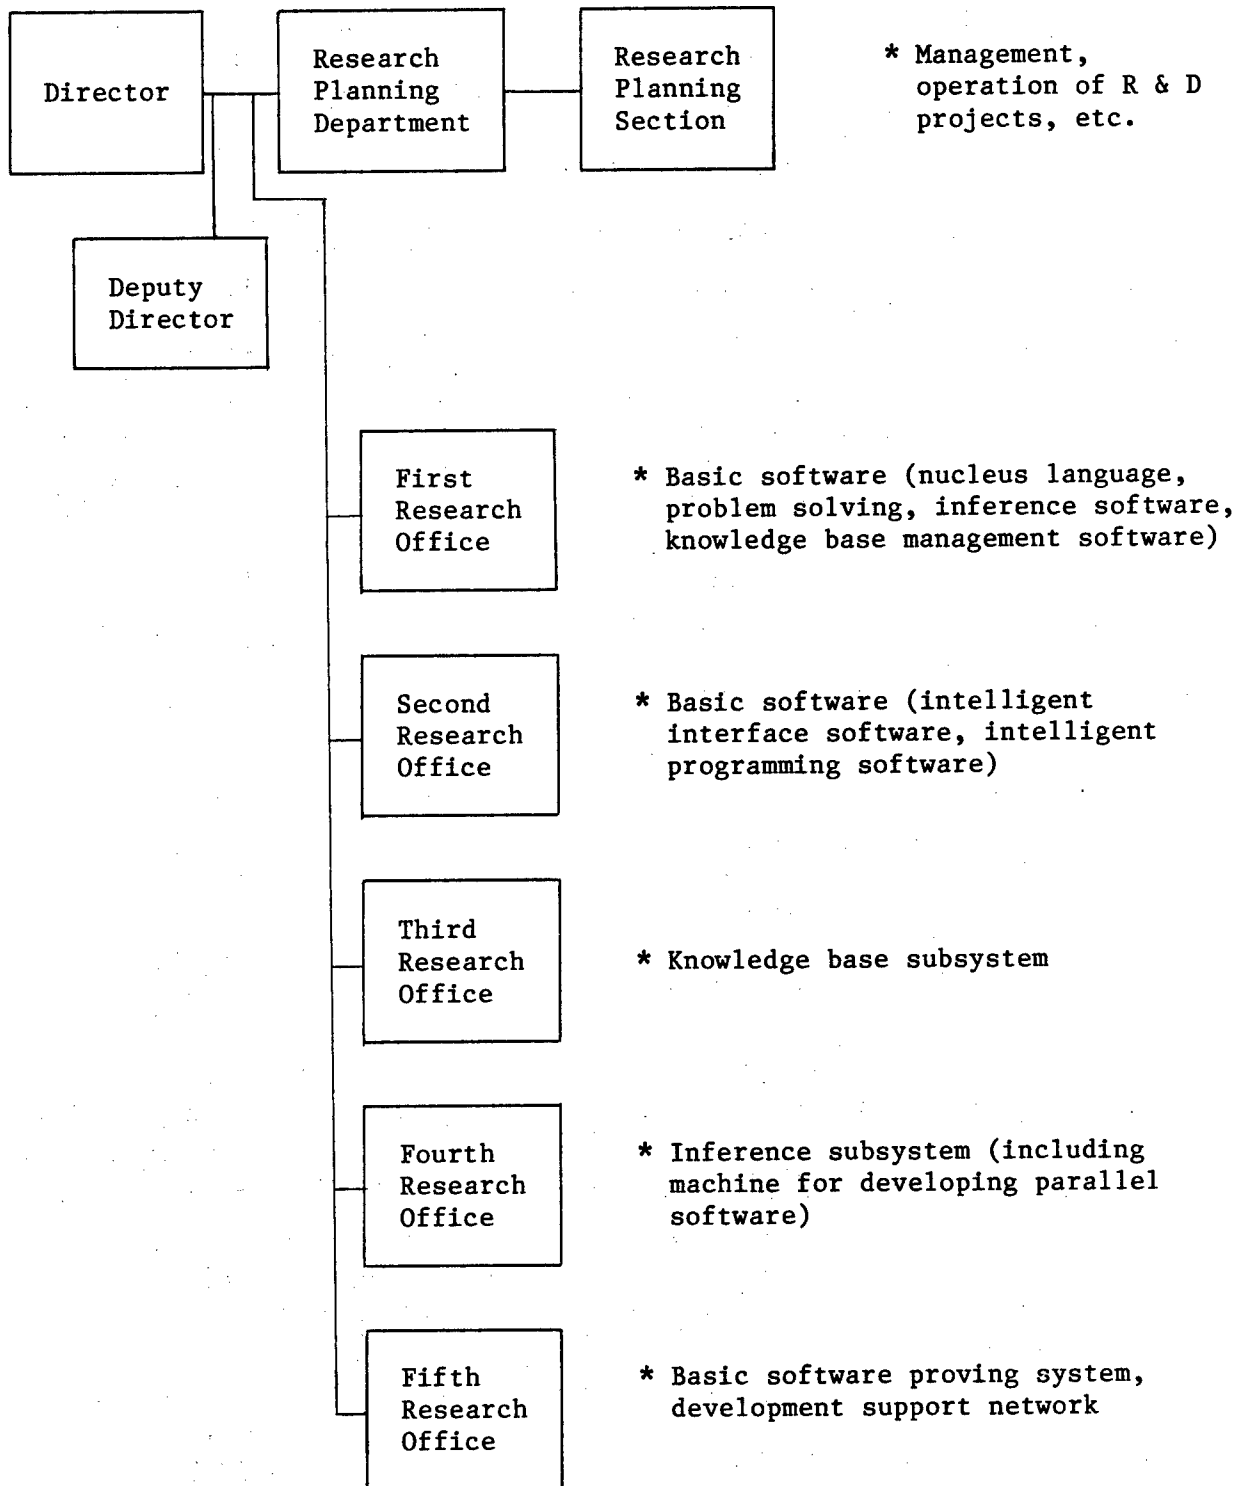 Director
Research
Planning
Department
Research
Planning
Section
* Management,
operation of R & D
projects, etc.
Deputy
Director
First
Research
Office
* Basic software (nucleus language,
problem solving, inference software,
knowledge base management software)
Second
Research
Office
* Basic software (intelligent
interface software, intelligent
programming software)
Third
Research
Office
* Knowledge base subsystem
Fourth
Research
Office
* Inference subsystem (including
machine for developing parallel
software)
Fifth
Research
Office
* Basic software proving system,
development support network